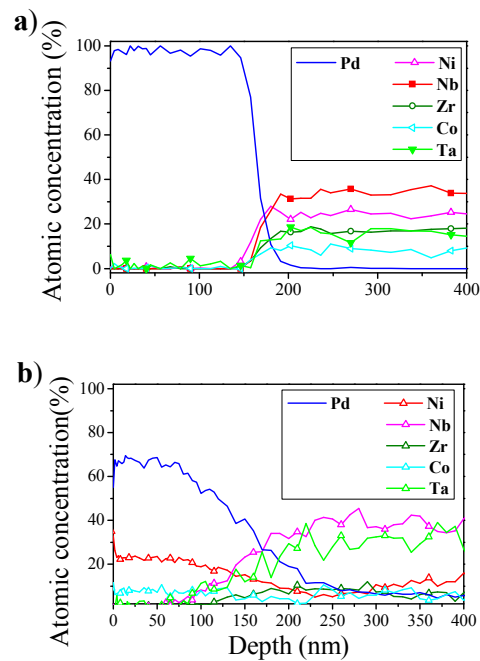 a)
Atomic concentration (%)
100
80
60
40
20
0
Pd
Ni
Nb
Zr
Co
Ta
0 100 200 300 400
b)
Atomic concentration(%)
100
80
60
40
20
Pd
Ni
Nb
Zr
Co
Ta
0 50 100 150 200 250 300 350 400
Depth (nm)